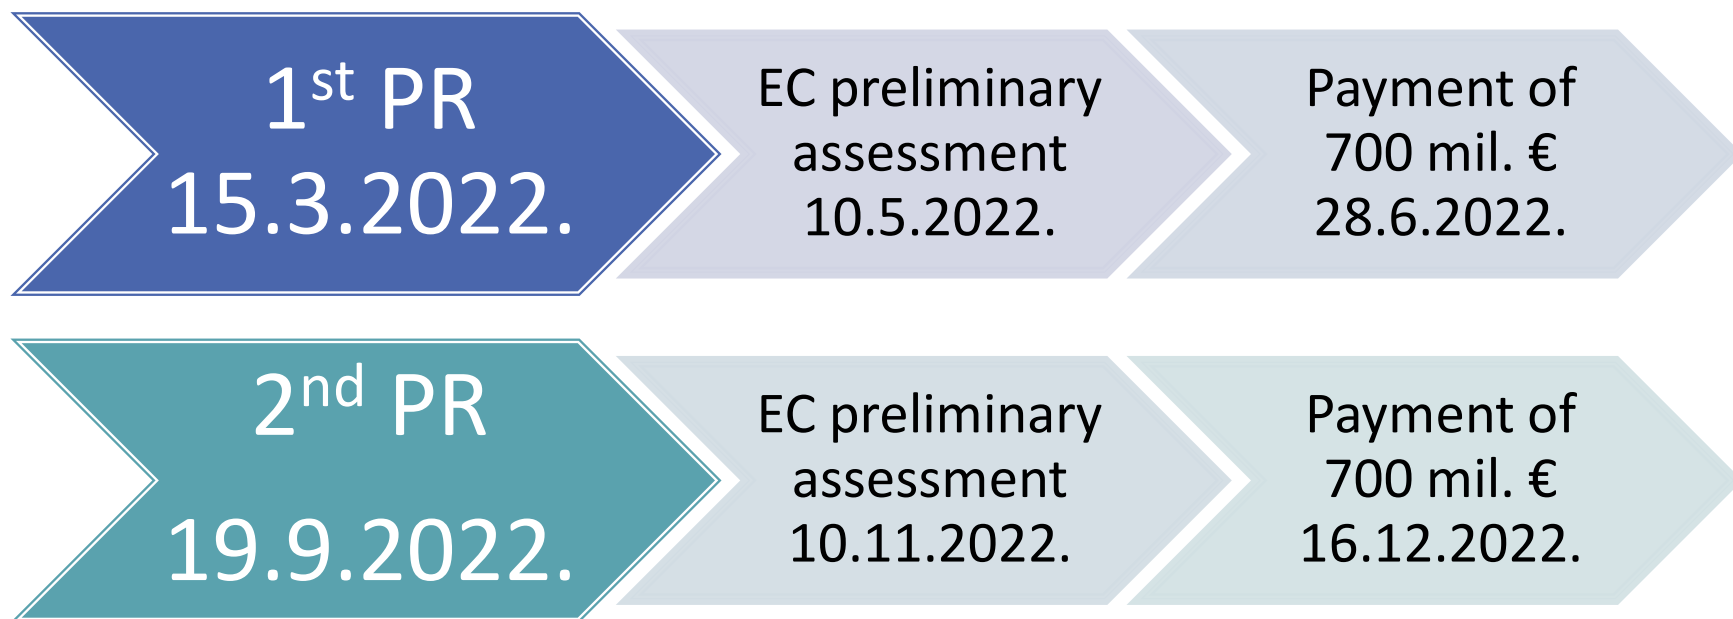 1st PR
15.3.2022.
EC preliminary
assessment
10.5.2022.
Payment of
700 mil. €
28.6.2022.
2nd PR
19.9.2022.
EC preliminary
assessment
10.11.2022.
Payment of
700 mil. €
16.12.2022.